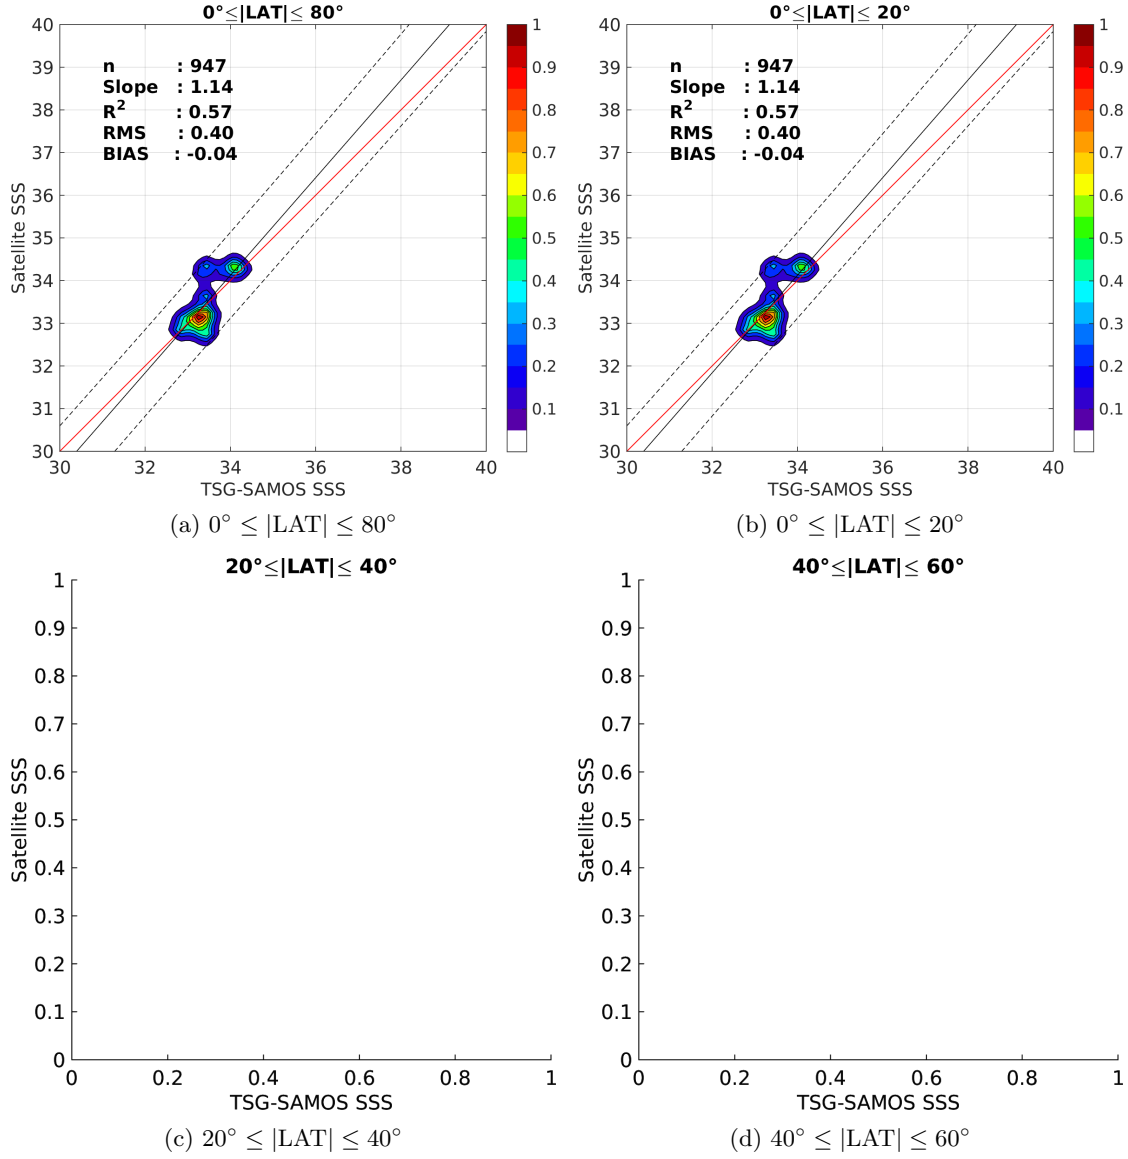 0°≤|LAT|≤ 80°
n : 947
Slope : 1.14
R² : 0.57
RMS : 0.40
BIAS : -0.04
40
39
38
37
36
35
34
33
32
31
30
30 32 34 36 38 40
Satellite SSS
TSG-SAMOS SSS
1
0.9
0.8
0.7
0.6
0.5
0.4
0.3
0.2
0.1
(a) 0° ≤ |LAT| ≤ 80°
0°≤|LAT|≤ 20°
n : 947
Slope : 1.14
R² : 0.57
RMS : 0.40
BIAS : -0.04
40
39
38
37
36
35
34
33
32
31
30
30 32 34 36 38 40
Satellite SSS
TSG-SAMOS SSS
1
0.9
0.8
0.7
0.6
0.5
0.4
0.3
0.2
0.1
(b) 0° ≤ |LAT| ≤ 20°
20°≤|LAT|≤ 40°
1
0.9
0.8
0.7
0.6
0.5
0.4
0.3
0.2
0.1
0
0 0.2 0.4 0.6 0.8 1
Satellite SSS
TSG-SAMOS SSS
(c) 20° ≤ |LAT| ≤ 40°
40°≤|LAT|≤ 60°
1
0.9
0.8
0.7
0.6
0.5
0.4
0.3
0.2
0.1
0
0 0.2 0.4 0.6 0.8 1
Satellite SSS
TSG-SAMOS SSS
(d) 40° ≤ |LAT| ≤ 60°